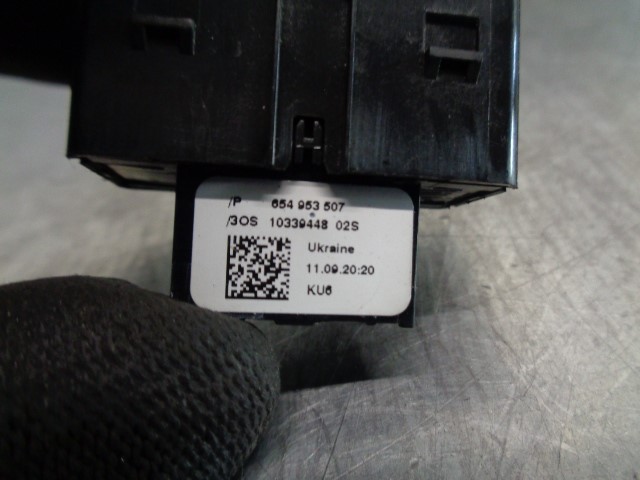 /P 654 953 507
/3OS 10339448 02S
Ukraine
11.09.20:20
KU6